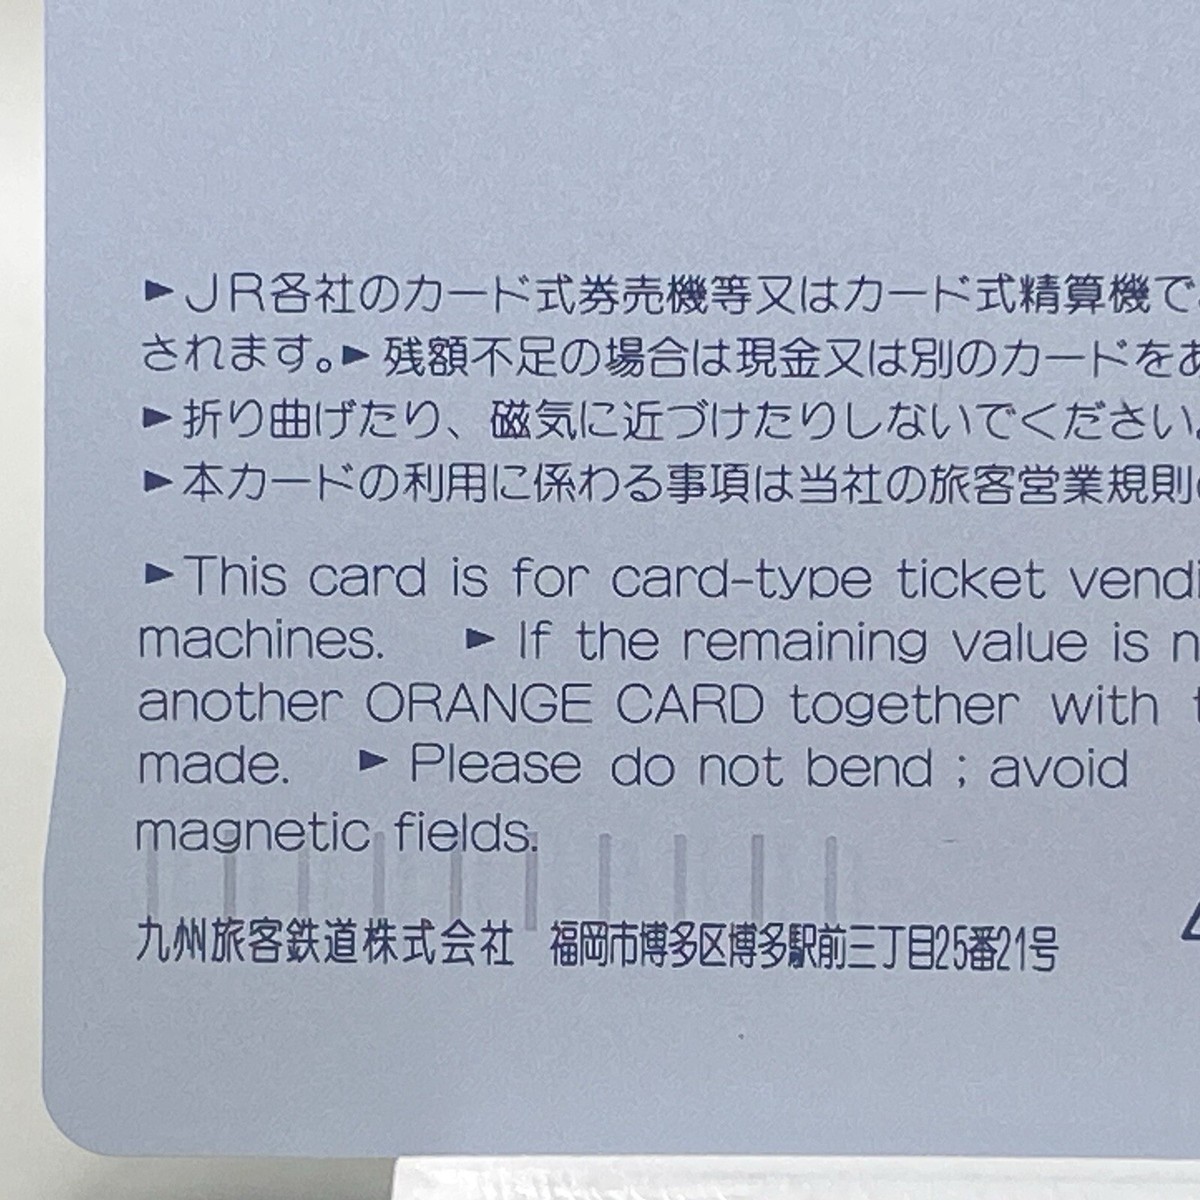 ►JR各社のカード式券売機等又はカード式精算機で
されます。►残額不足の場合は現金又は別のカードをあ
►折り曲げたり、磁気に近づけたりしないでください。
►本カードの利用に係わる事項は当社の旅客営業規則の
►This card is for card-type ticket vendi
machines. ►If the remaining value is n
another ORANGE CARD together with t
made. ►Please do not bend ; avoid
magnetic fields.
九州旅客鉄道株式会社 福岡市博多区博多駅前三丁目25番21号